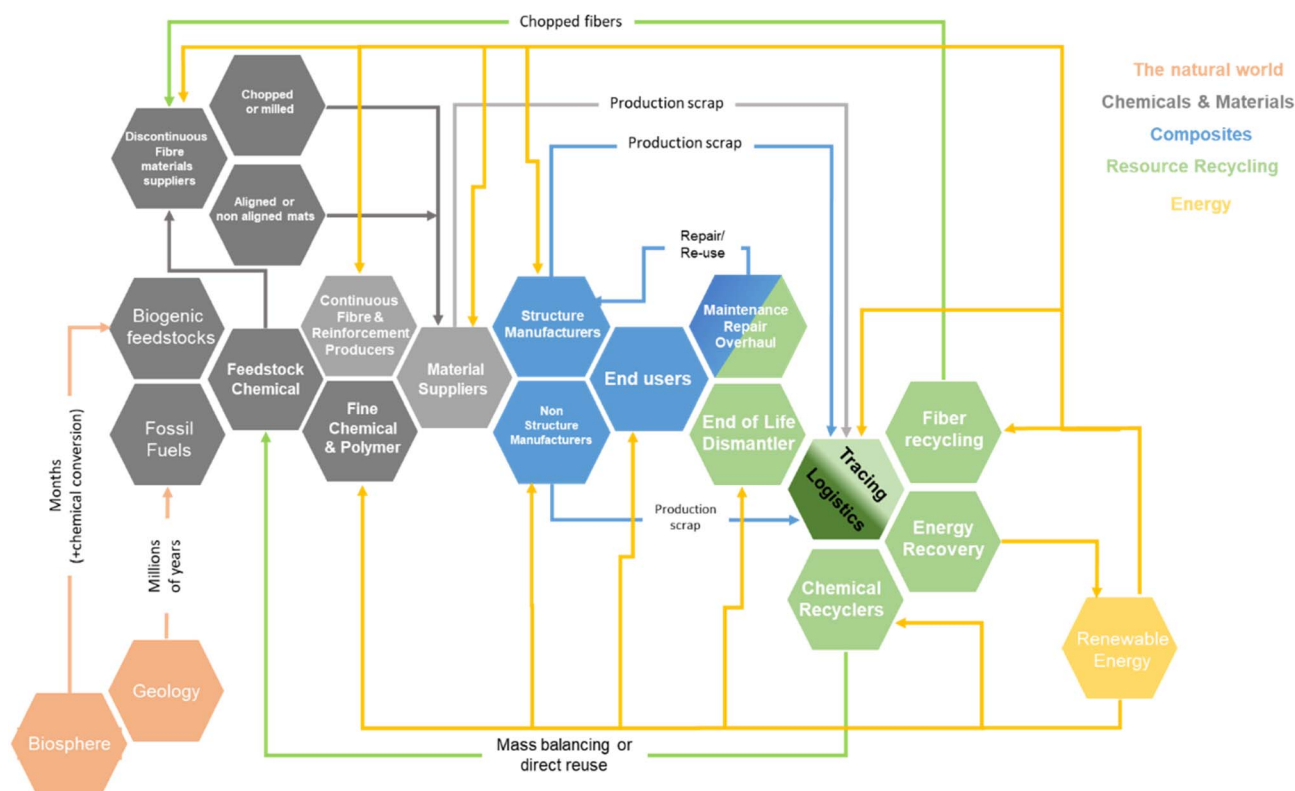 Chopped fibers
The natural world
Chemicals & Materials
Composites
Resource Recycling
Energy
Chopped
or milled
Production scrap
Discontinuous
Fibre
materials
suppliers
Production scrap
Aligned or
non aligned mats
Repair/
Re-use
Biogenic
feedstocks
Continuous
Fibre &
Reinforcement
Producers
Structure
Manufacturers
Maintenance
Repair
Overhaul
Feedstock
Chemical
Material
Suppliers
End users
Fossil
Fuels
Fine
Chemical
& Polymer
Non
Structure
Manufacturers
End of Life
Dismantler
Fiber
recycling
Tracing
Logistics
Months
(+chemical conversion)
Millions
of years
Production
scrap
Energy
Recovery
Chemical
Recyclers
Renewable
Energy
Geology
Biosphere
Mass balancing or
direct reuse